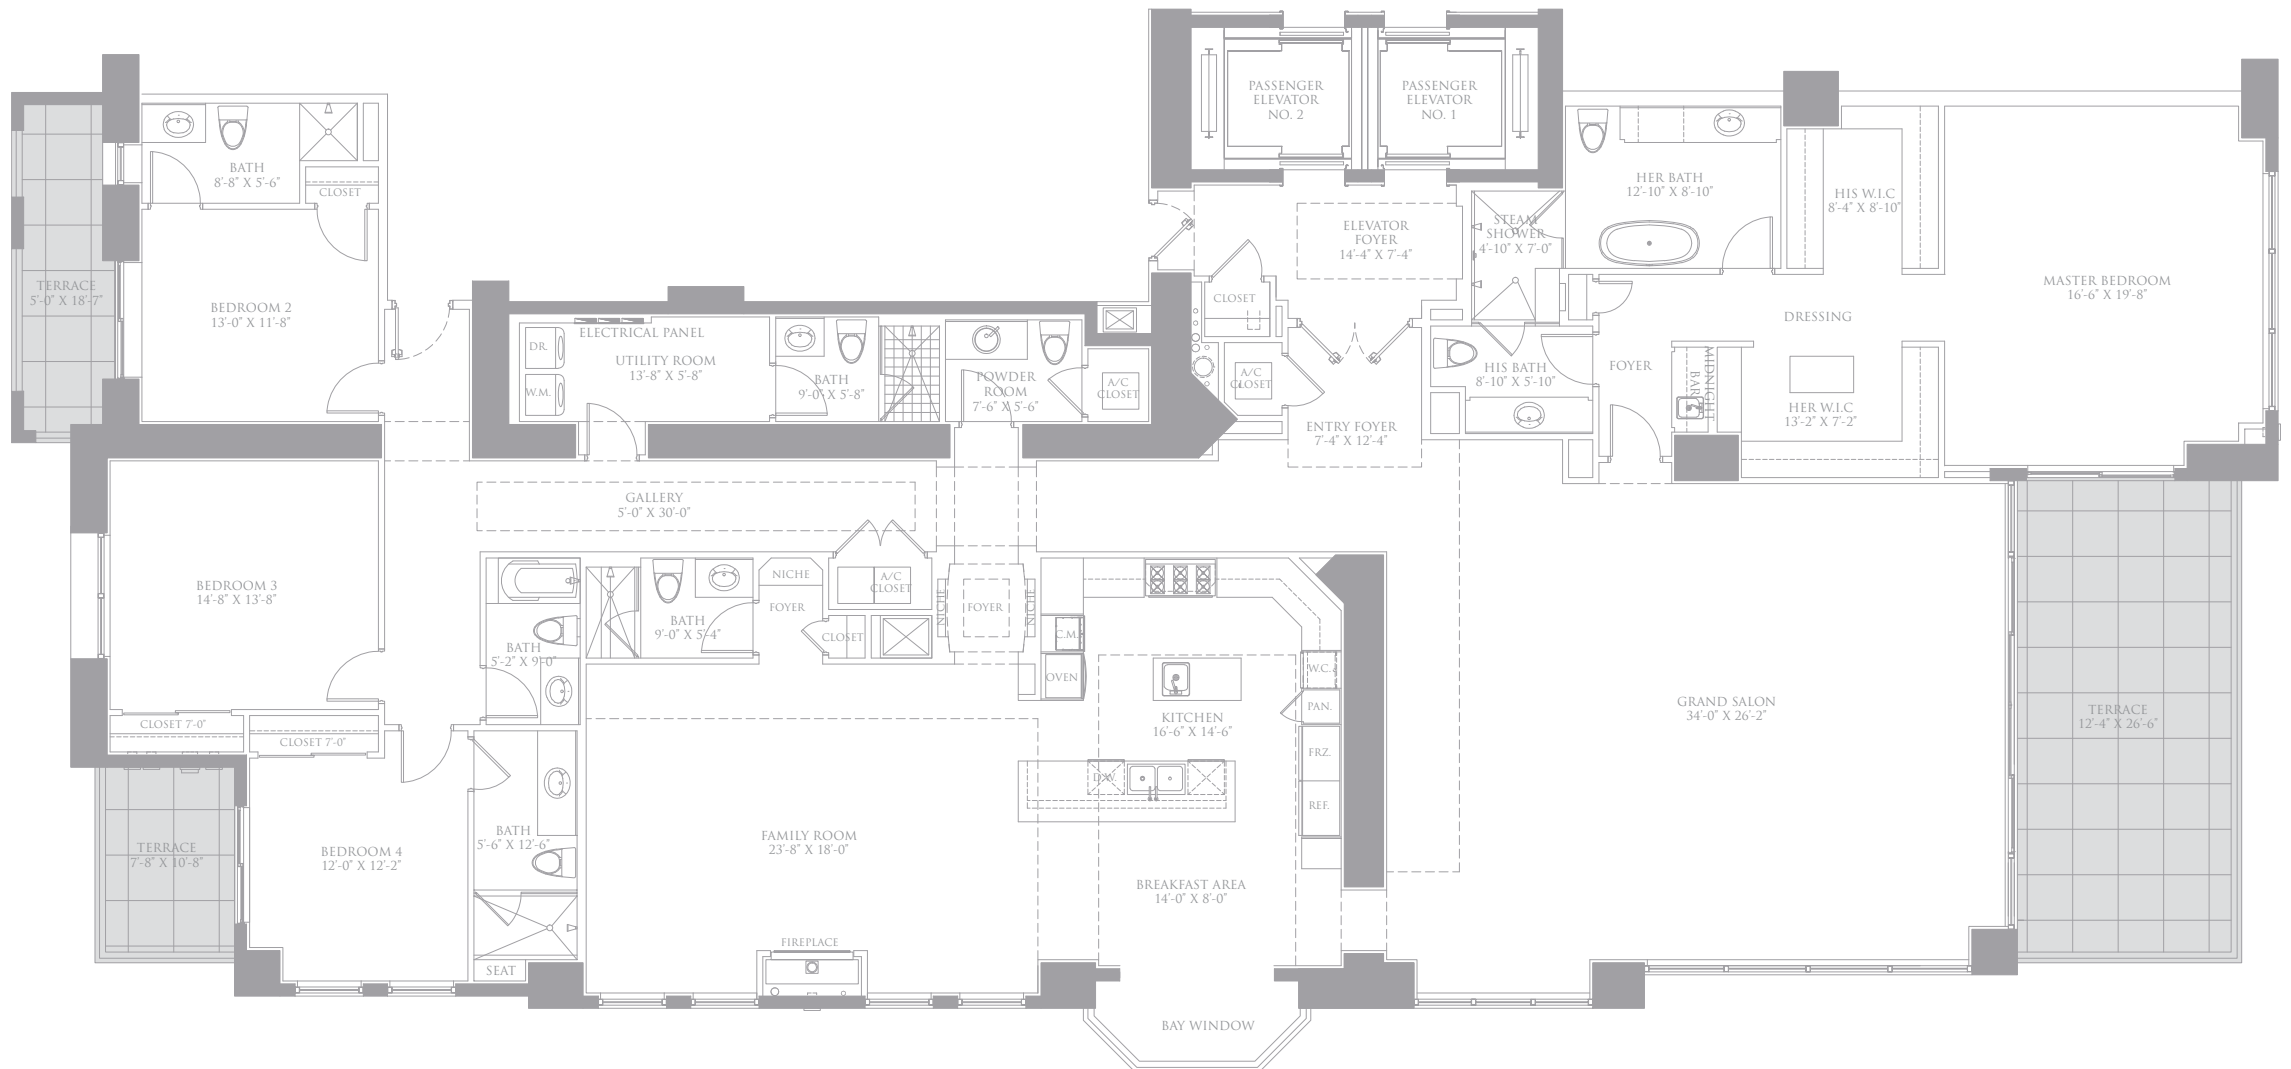 PASSENGER
ELEVATOR
NO. 2
PASSENGER
ELEVATOR
NO. 1
BATH
8'-8" X 5'-6"
CLOSET
HER BATH
12'-10" X 8'-10"
HIS W.I.C
8'-4" X 8'-10"
ELEVATOR
FOYER
14'-4" X 7'-4"
STEAM
SHOWER
4'-10" X 7'-0"
TERRACE
5'-0" X 18'-7"
BEDROOM 2
13'-0" X 11'-8"
MASTER BEDROOM
16'-6" X 19'-8"
CLOSET
DRESSING
ELECTRICAL PANEL
DR.
W.M.
UTILITY ROOM
13'-8" X 5'-8"
BATH
9'-0" X 5'-8"
POWDER
ROOM
7'-6" X 5'-6"
A/C
CLOSET
A/C
CLOSET
HIS BATH
8'-10" X 5'-10"
FOYER
MIDNIGHT
BAR
HER W.I.C
13'-2" X 7'-2"
ENTRY FOYER
7'-4" X 12'-4"
GALLERY
5'-0" X 30'-0"
BEDROOM 3
14'-8" X 13'-8"
NICHE
FOYER
A/C
CLOSET
NICHE
FOYER
NICHE
BATH
9'-0" X 5'-4"
CLOSET
C.M.
BATH
5'-2" X 9'-0"
OVEN
W.C.
PAN.
KITCHEN
16'-6" X 14'-6"
GRAND SALON
34'-0" X 26'-2"
TERRACE
12'-4" X 26'-6"
CLOSET 7'-0"
CLOSET 7'-0"
FRZ.
D.W.
REF.
TERRACE
7'-8" X 10'-8"
BEDROOM 4
12'-0" X 12'-2"
BATH
5'-6" X 12'-6"
FAMILY ROOM
23'-8" X 18'-0"
BREAKFAST AREA
14'-0" X 8'-0"
FIREPLACE
SEAT
BAY WINDOW